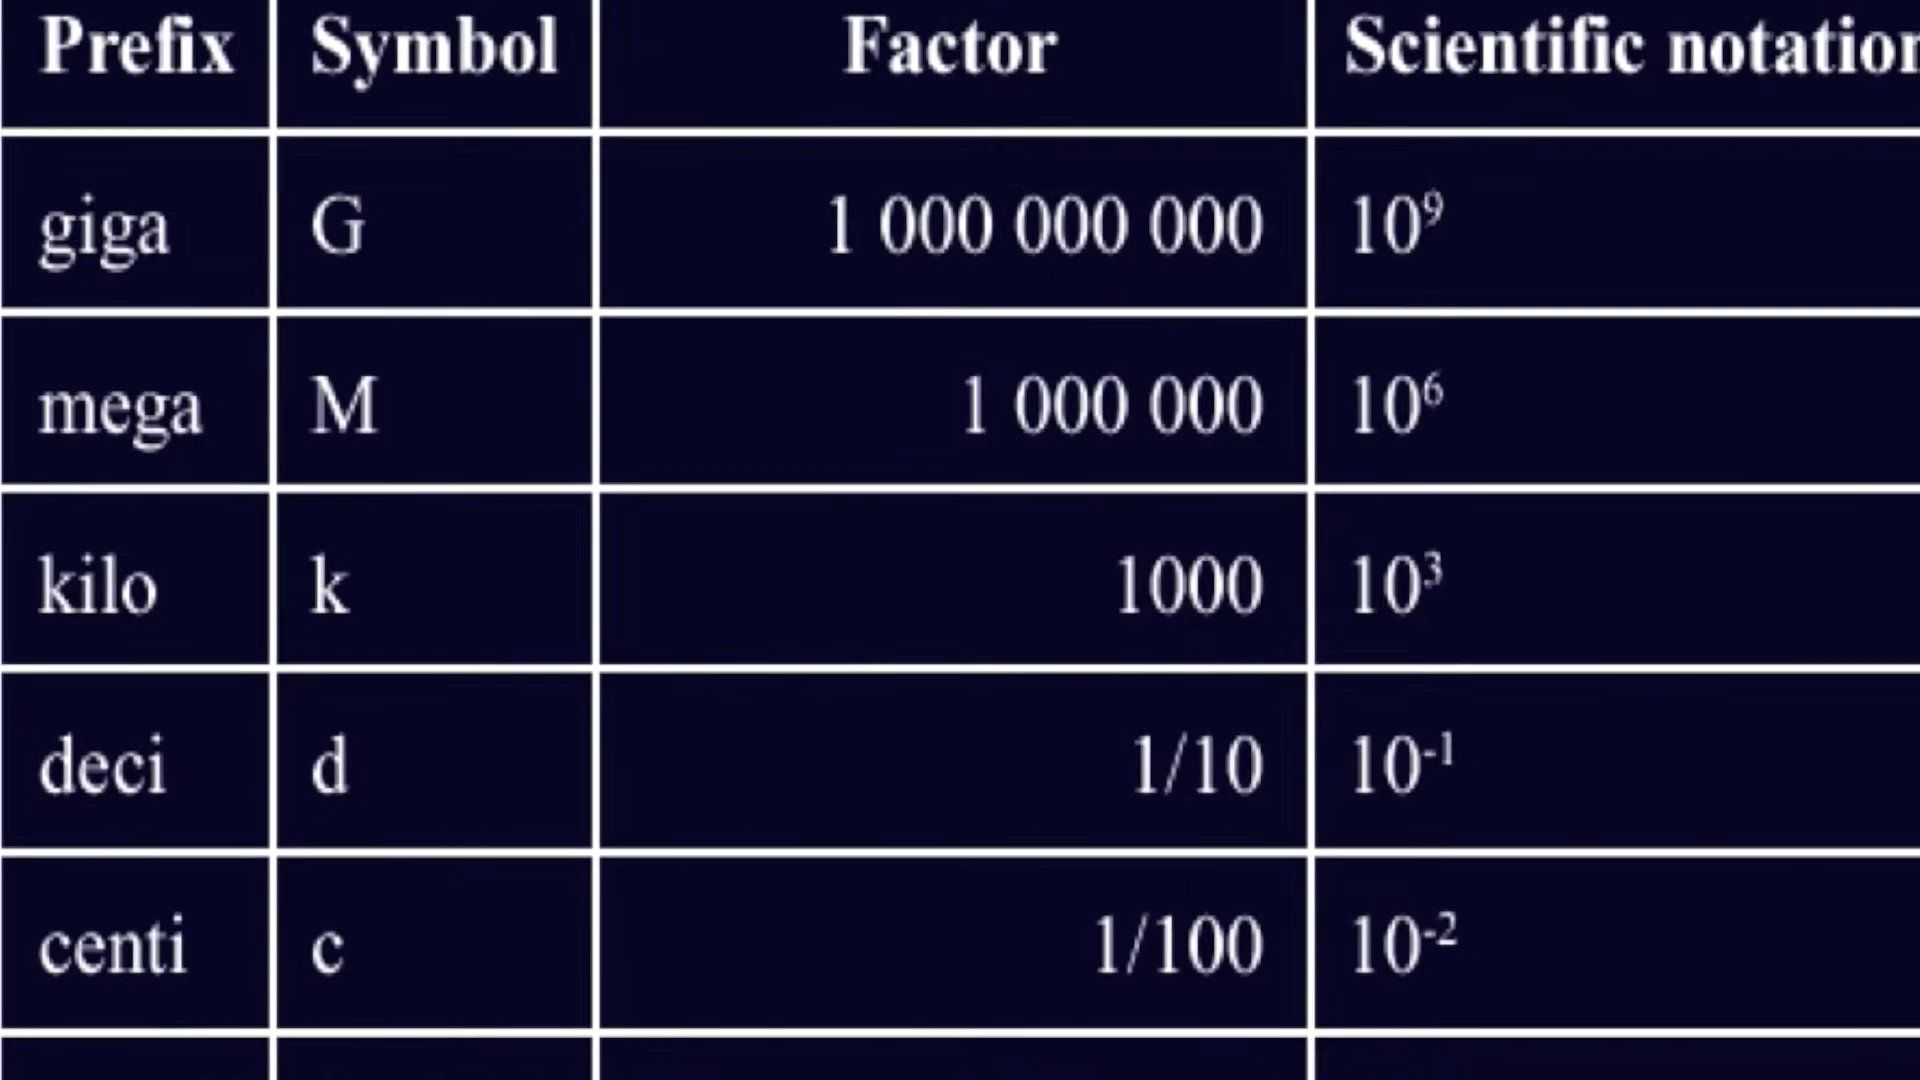 Prefix Symbol Factor Scientific notation
giga G 1 000 000 000 10⁹
mega M 1 000 000 10⁶
kilo k 1000 10³
deci d 1/10 10⁻¹
centi c 1/100 10⁻²